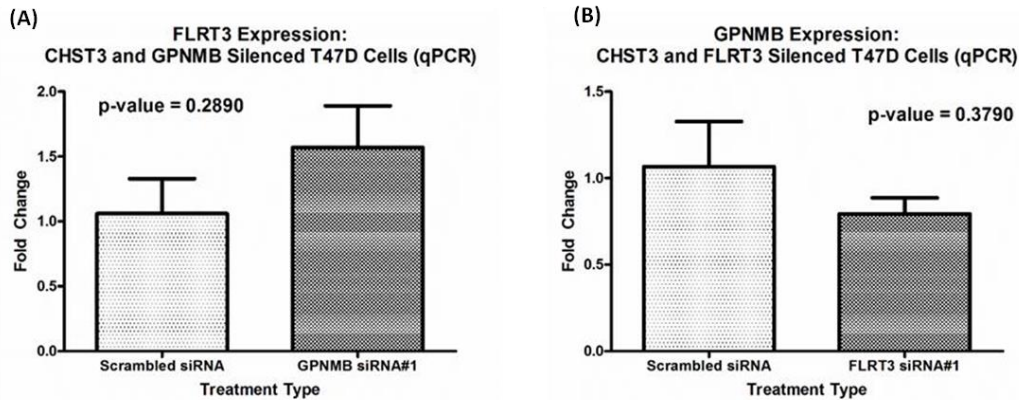 (A)
FLRT3 Expression:
CHST3 and GPNMB Silenced T47D Cells (qPCR)
2.0
1.5
1.0
0.5
0.0
Fold Change
p-value = 0.2890
Scrambled siRNA
GPNMB siRNA#1
Treatment Type
(B)
GPNMB Expression:
CHST3 and FLRT3 Silenced T47D Cells (qPCR)
1.5
1.0
0.5
0.0
Fold Change
p-value = 0.3790
Scrambled siRNA
FLRT3 siRNA#1
Treatment Type